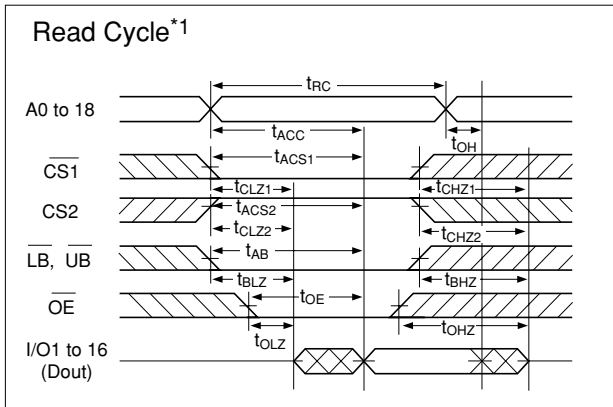 Read Cycle*1
tRC
A0 to 18
tACC
tOH
tACS1
CS1
tCLZ1
tCHZ1
CS2
tACS2
tCLZ2
tCHZ2
LB, UB
tAB
tBLZ
tBHZ
OE
tOE
tOLZ
tOHZ
I/O1 to 16
(Dout)